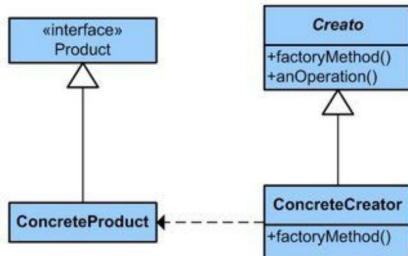 «interface»
Product
Creato
+factoryMethod()
+anOperation()
ConcreteProduct
ConcreteCreator
+factoryMethod()